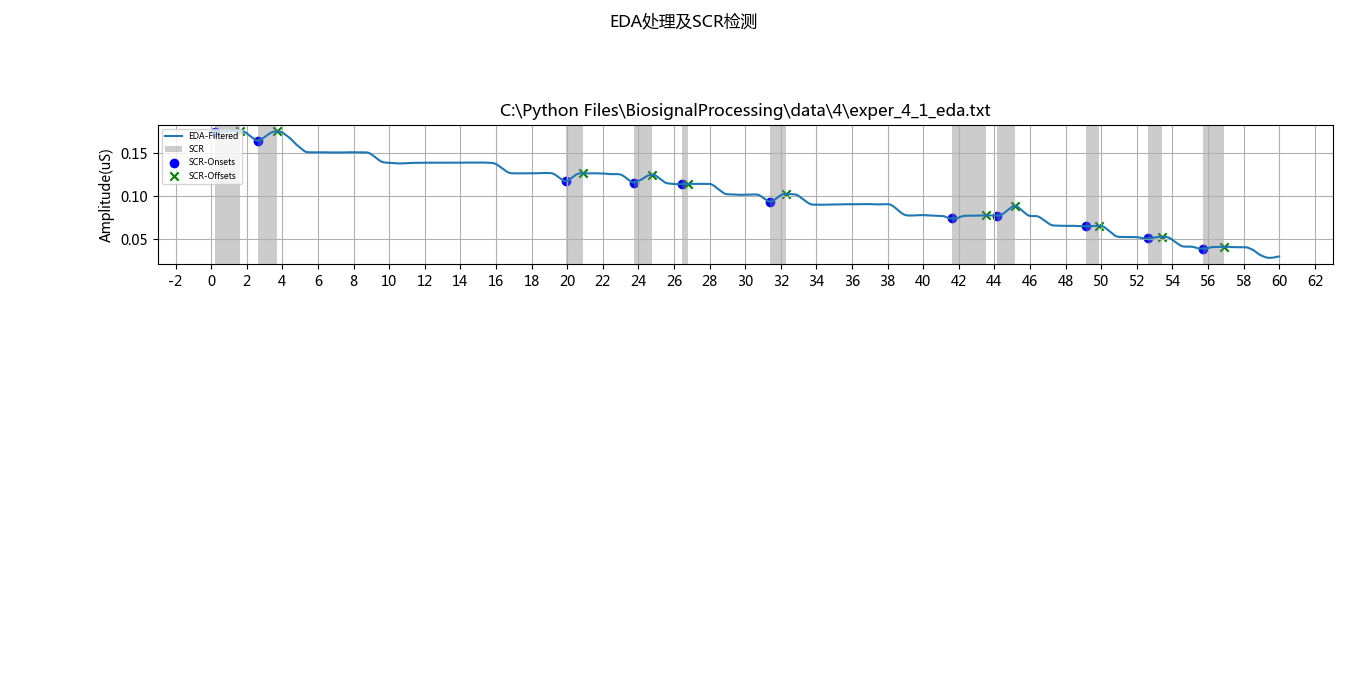 EDA处理及SCR检测
C:\Python Files\BiosignalProcessing\data\4\exper_4_1_eda.txt
EDA-Filtered
SCR
SCR-Onsets
SCR-Offsets
Amplitude(uS)
0.15
0.10
0.05
-2 0 2 4 6 8 10 12 14 16 18 20 22 24 26 28 30 32 34 36 38 40 42 44 46 48 50 52 54 56 58 60 62